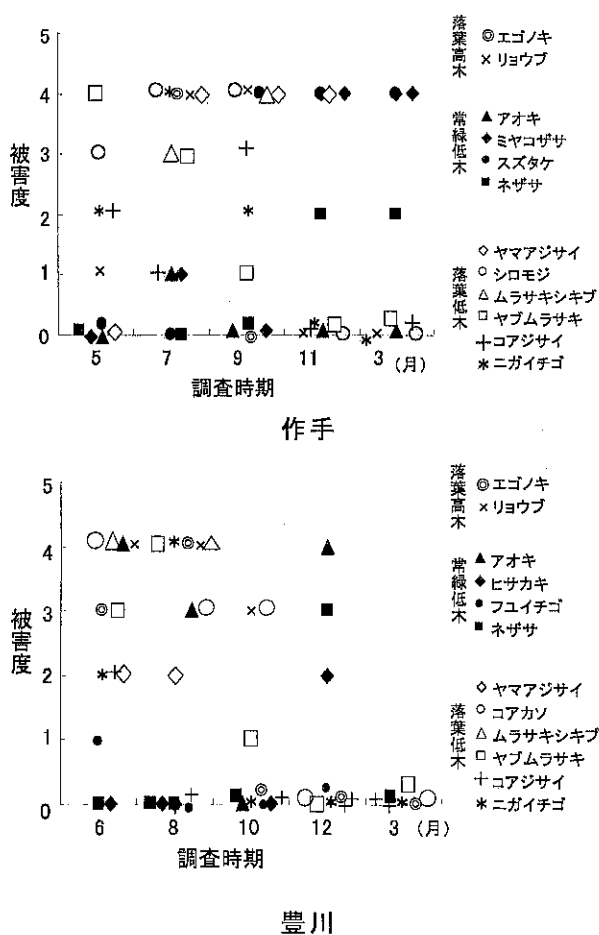 5
4
3
2
1
0
被害度
5 7 9 11 3 (月)
調査時期
作手
落葉高木
エゴノキ
リョウブ
常緑低木
アオキ
ミヤコザサ
スズタケ
ネザサ
落葉低木
ヤマアジサイ
シロモジ
ムラサキシキブ
ヤブムラサキ
コアジサイ
ニガイチゴ
5
4
3
2
1
0
被害度
6 8 10 12 3 (月)
調査時期
豊川
落葉高木
エゴノキ
リョウブ
常緑低木
アオキ
ヒサカキ
フユイチゴ
ネザサ
落葉低木
ヤマアジサイ
コアカソ
ムラサキシキブ
ヤブムラサキ
コアジサイ
ニガイチゴ